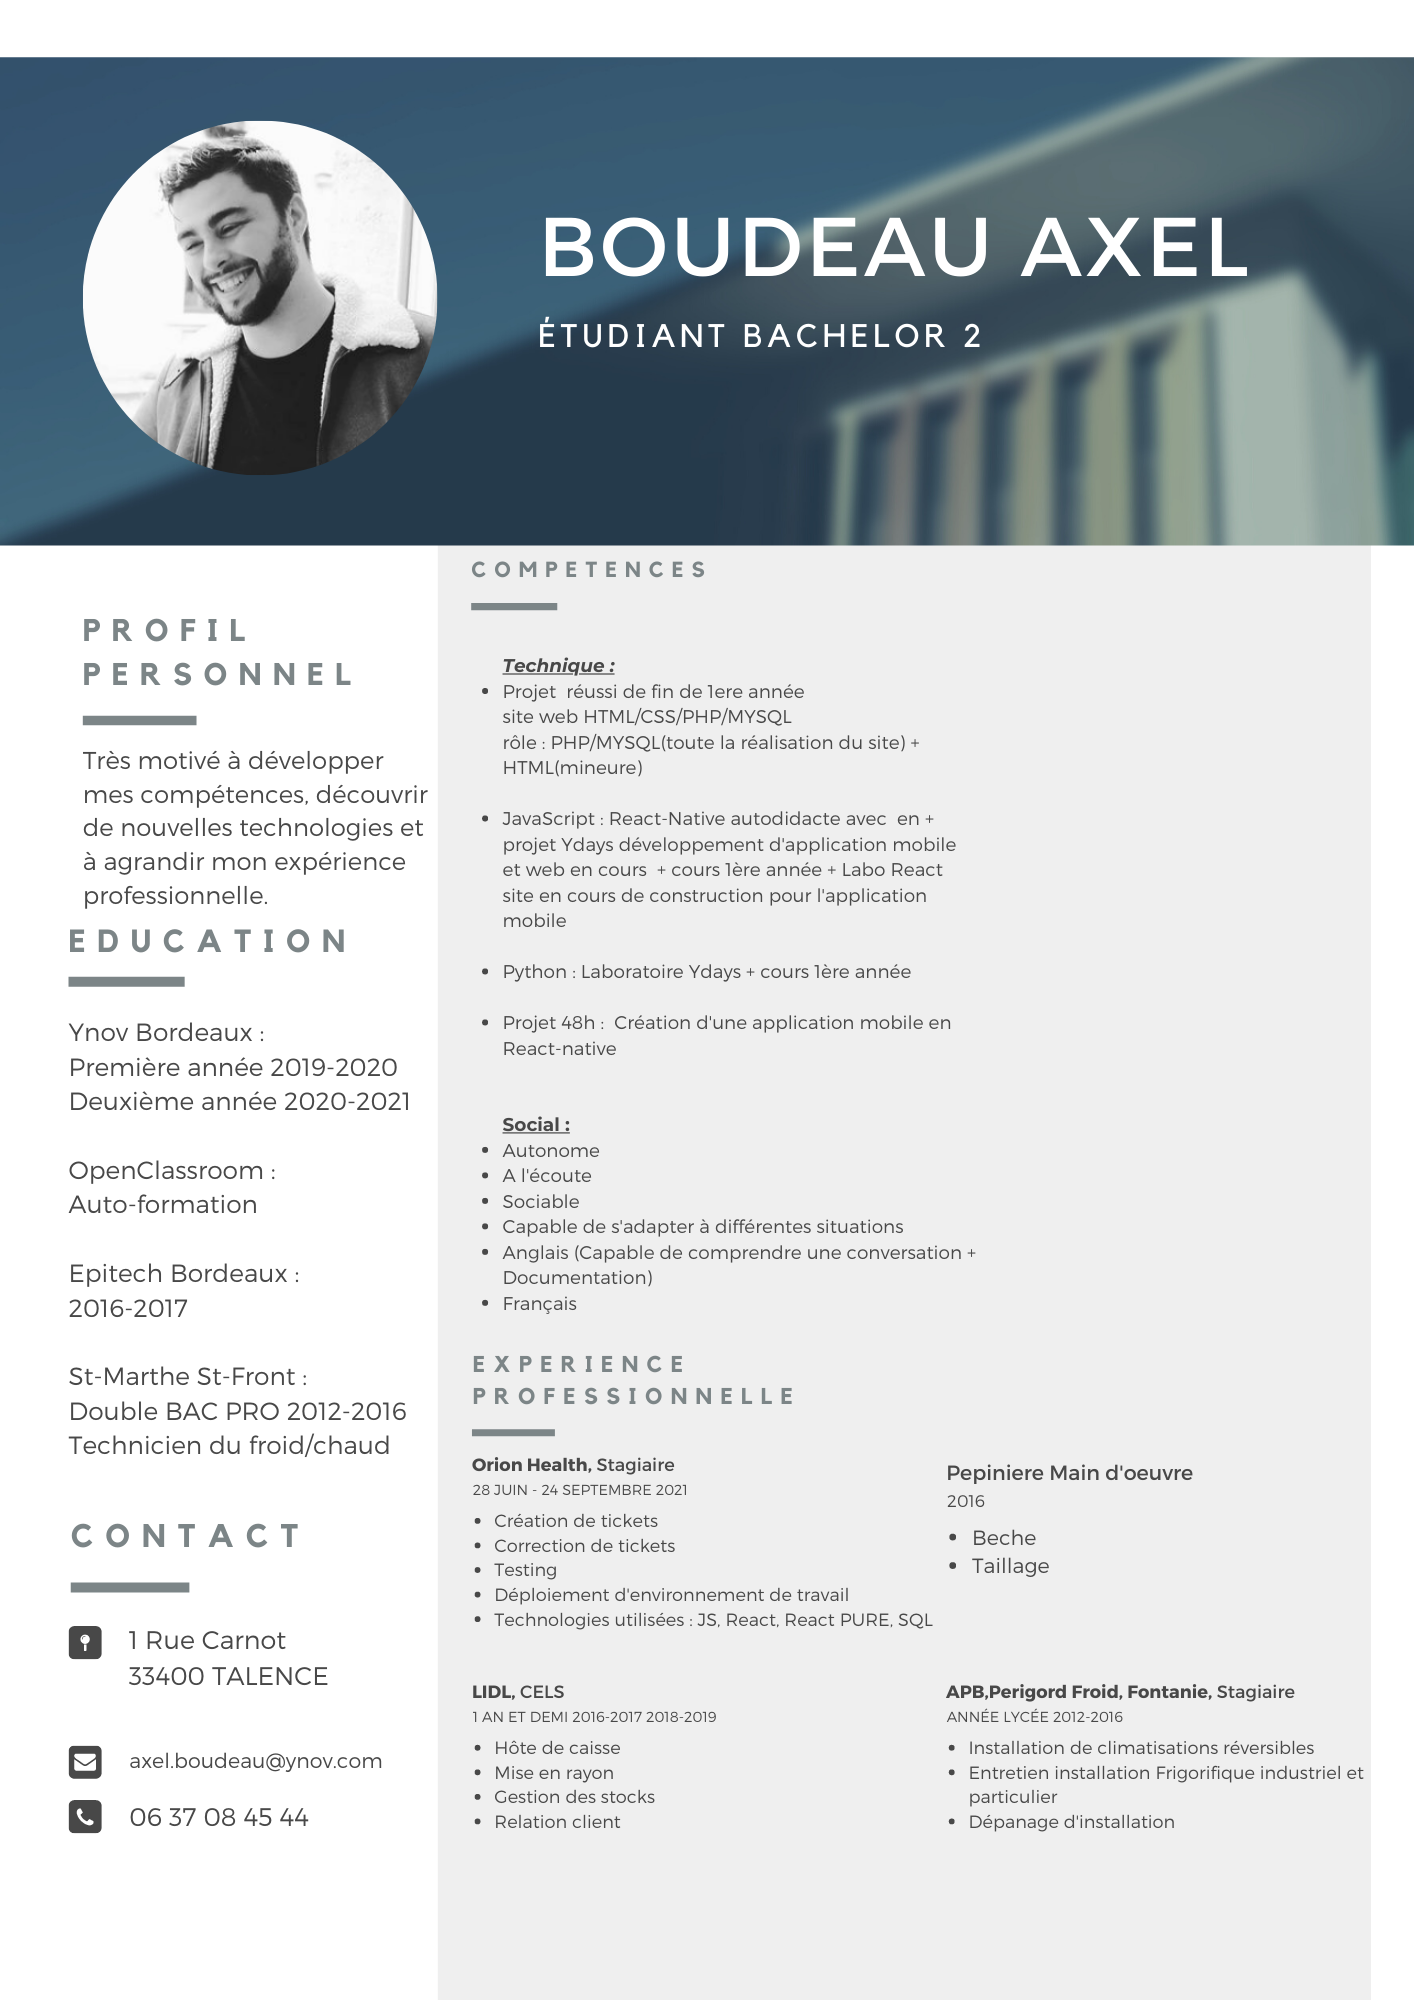 BOUDEAU AXEL
ÉTUDIANT BACHELOR 2
PROFIL
PERSONNEL
Très motivé à développer
mes compétences, découvrir
de nouvelles technologies et
à agrandir mon expérience
professionnelle.
EDUCATION
Ynov Bordeaux :
Première année 2019-2020
Deuxième année 2020-2021
OpenClassroom :
Auto-formation
Epitech Bordeaux :
2016-2017
St-Marthe St-Front :
Double BAC PRO 2012-2016
Technicien du froid/chaud
CONTACT
1 Rue Carnot
33400 TALENCE
axel.boudeau@ynov.com
06 37 08 45 44
COMPETENCES
Technique :
• Projet réussi de fin de 1ere année
site web HTML/CSS/PHP/MYSQL
rôle : PHP/MYSQL(toute la réalisation du site) +
HTML(mineure)
• JavaScript : React-Native autodidacte avec en +
projet Ydays développement d'application mobile
et web en cours + cours 1ère année + Labo React
site en cours de construction pour l'application
mobile
• Python : Laboratoire Ydays + cours 1ère année
• Projet 48h : Création d'une application mobile en
React-native
Social :
• Autonome
• A l'écoute
• Sociable
• Capable de s'adapter à différentes situations
• Anglais (Capable de comprendre une conversation +
Documentation)
• Français
EXPERIENCE
PROFESSIONNELLE
Orion Health, Stagiaire
28 JUIN - 24 SEPTEMBRE 2021
• Création de tickets
• Correction de tickets
• Testing
• Déploiement d'environnement de travail
• Technologies utilisées : JS, React, React PURE, SQL
Pepiniere Main d'oeuvre
2016
• Beche
• Taillage
LIDL, CELS
1 AN ET DEMI 2016-2017 2018-2019
• Hôte de caisse
• Mise en rayon
• Gestion des stocks
• Relation client
APB,Perigord Froid, Fontanie, Stagiaire
ANNÉE LYCÉE 2012-2016
• Installation de climatisations réversibles
• Entretien installation Frigorifique industriel et
particulier
• Dépanage d'installation